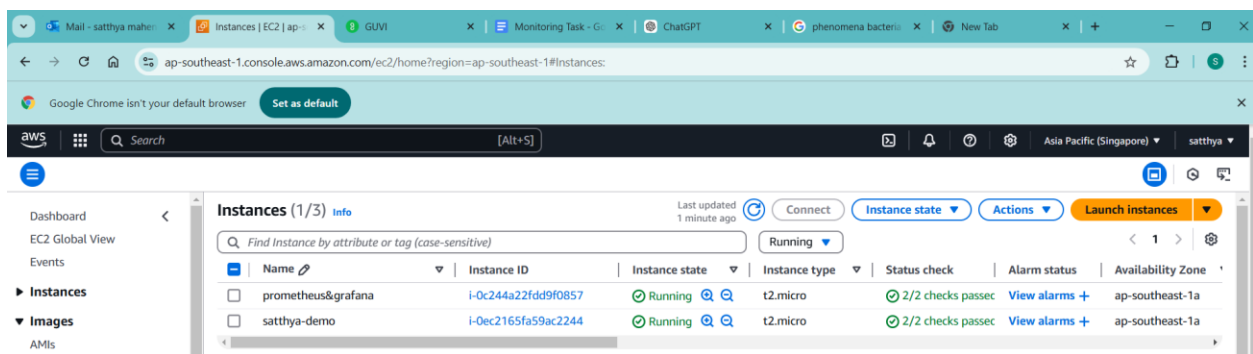 Mail - satthya maher
Instances | EC2 | ap-s
GUVI
Monitoring Task - Go
ChatGPT
phenomena bacteria
New Tab
ap-southeast-1.console.aws.amazon.com/ec2/home?region=ap-southeast-1#Instances:
S
Google Chrome isn't your default browser Set as default
aws Search [Alt+S] Asia Pacific (Singapore) satthya
Dashboard
EC2 Global View
Events
Instances
Images
AMIs
Instances (1/3) Info Last updated 1 minute ago Connect Instance state Actions Launch instances
Find Instance by attribute or tag (case-sensitive) Running 1
Name Instance ID Instance state Instance type Status check Alarm status Availability Zone
prometheus&grafana i-0c244a22fdd9f0857 Running t2.micro 2/2 checks passec View alarms + ap-southeast-1a
satthya-demo i-0ec2165fa59ac2244 Running t2.micro 2/2 checks passec View alarms + ap-southeast-1a